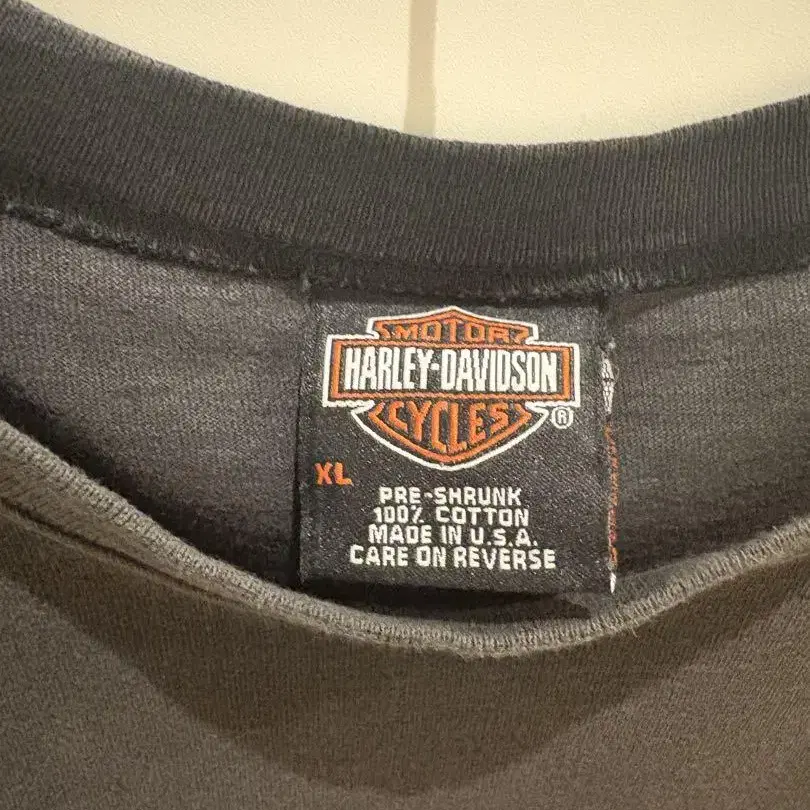 MOTOR
HARLEY-DAVIDSON
CYCLES ®
XL
PRE-SHRUNK
100% COTTON
MADE IN U.S.A.
CARE ON REVERSE